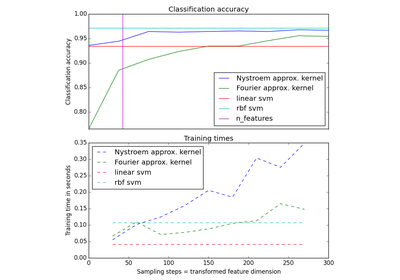 Classification accuracy
1.00
0.95
0.90
0.85
0.80
Classification accuracy
Nystroem approx. kernel
Fourier approx. kernel
linear svm
rbf svm
n_features
Training times
0.35
0.30
0.25
0.20
0.15
0.10
0.05
0.00
Training time in seconds
Nystroem approx. kernel
Fourier approx. kernel
linear svm
rbf svm
0 50 100 150 200 250 300
Sampling steps = transformed feature dimension